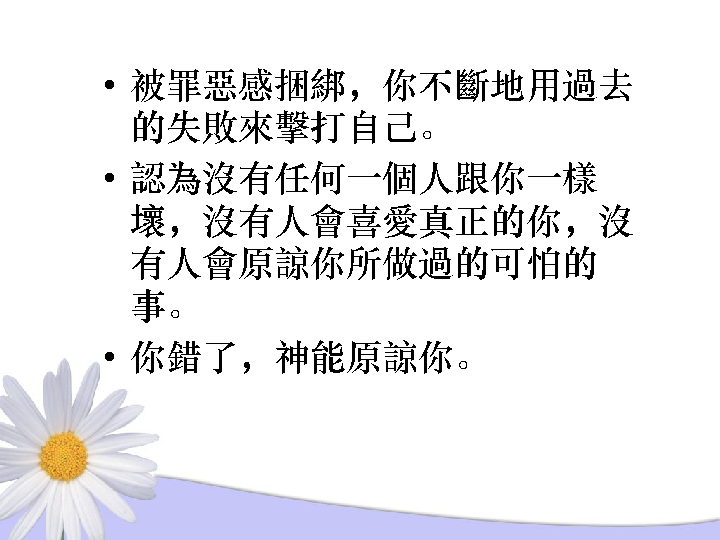 • 被罪惡感捆綁，你不斷地用過去
的失敗來擊打自己。
• 認為沒有任何一個人跟你一樣
壞，沒有人會喜愛真正的你，沒
有人會原諒你所做過的可怕的
事。
• 你錯了，神能原諒你。